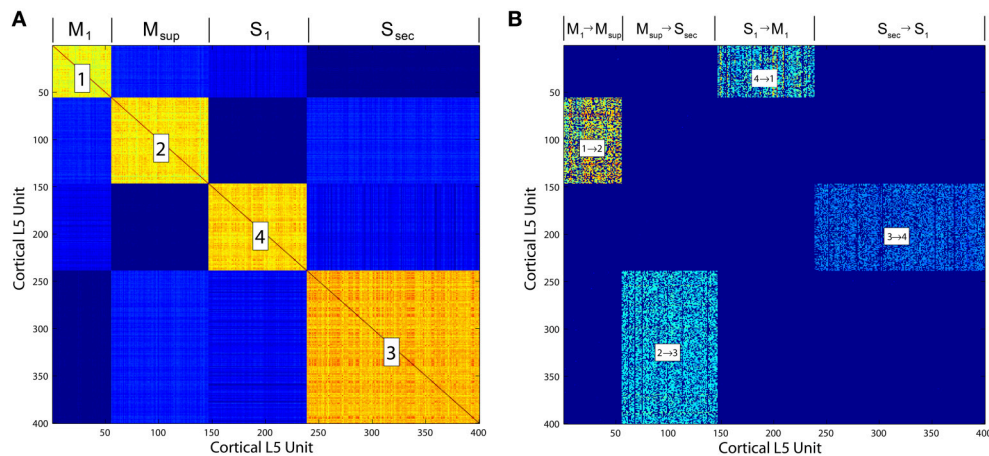 A
M1 Msup S1 Ssec
50
100
150
200
250
300
350
400
Cortical L5 Unit
1
2
4
3
50 100 150 200 250 300 350 400
Cortical L5 Unit
B
M1→Msup Msup→Ssec S1→M1 Ssec→S1
50
100
150
200
250
300
350
400
Cortical L5 Unit
4→1
1→2
3→4
2→3
50 100 150 200 250 300 350 400
Cortical L5 Unit